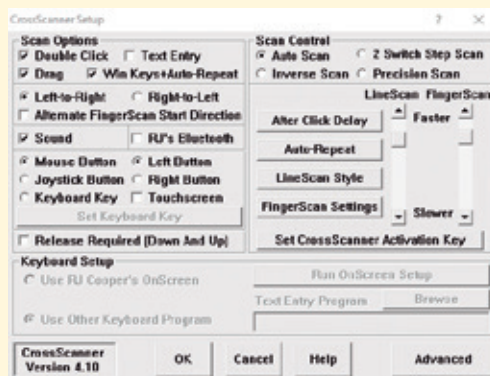 CrossScanner Setup
Scan Options
Double Click Text Entry
Drag Win Keys+Auto-Repeat
Left-to-Right Right-to-Left
Alternate FingerScan Start Direction
Sound RJ's Bluetooth
Mouse Button Left Button
Joystick Button Right Button
Keyboard Key Touchscreen
Set Keyboard Key
Release Required (Down And Up)
Scan Control
Auto Scan 2 Switch Step Scan
Inverse Scan Precision Scan
LineScan FingerScan
After Click Delay
Faster
Auto-Repeat
LineScan Style
FingerScan Settings
Slower
Set CrossScanner Activation Key
Keyboard Setup
Use RJ Cooper's OnScreen
Run OnScreen Setup
Text Entry Program Browse
Use Other Keyboard Program
CrossScanner
Version 4.10
OK Cancel Help Advanced